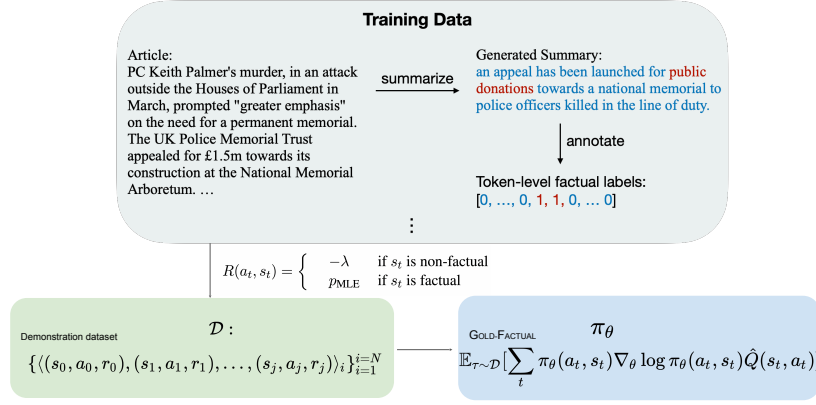 Training Data
Article:
PC Keith Palmer's murder, in an attack
outside the Houses of Parliament in
March, prompted "greater emphasis"
on the need for a permanent memorial.
The UK Police Memorial Trust
appealed for £1.5m towards its
construction at the National Memorial
Arboretum. …
summarize
Generated Summary:
an appeal has been launched for public
donations towards a national memorial to
police officers killed in the line of duty.
annotate
Token-level factual labels:
[0, …, 0, 1, 1, 0, … 0]
⋮
R(a_t, s_t) = { −λ if s_t is non-factual
p_MLE if s_t is factual
Demonstration dataset
𝒟 :
{⟨(s_0, a_0, r_0), (s_1, a_1, r_1), . . . , (s_j, a_j, r_j)⟩_i}_{i=1}^{i=N}
GOLD-FACTUAL
π_θ
𝔼_{τ∼𝒟}[∑_t π_θ(a_t, s_t)∇_θ log π_θ(a_t, s_t)Q̂(s_t, a_t)